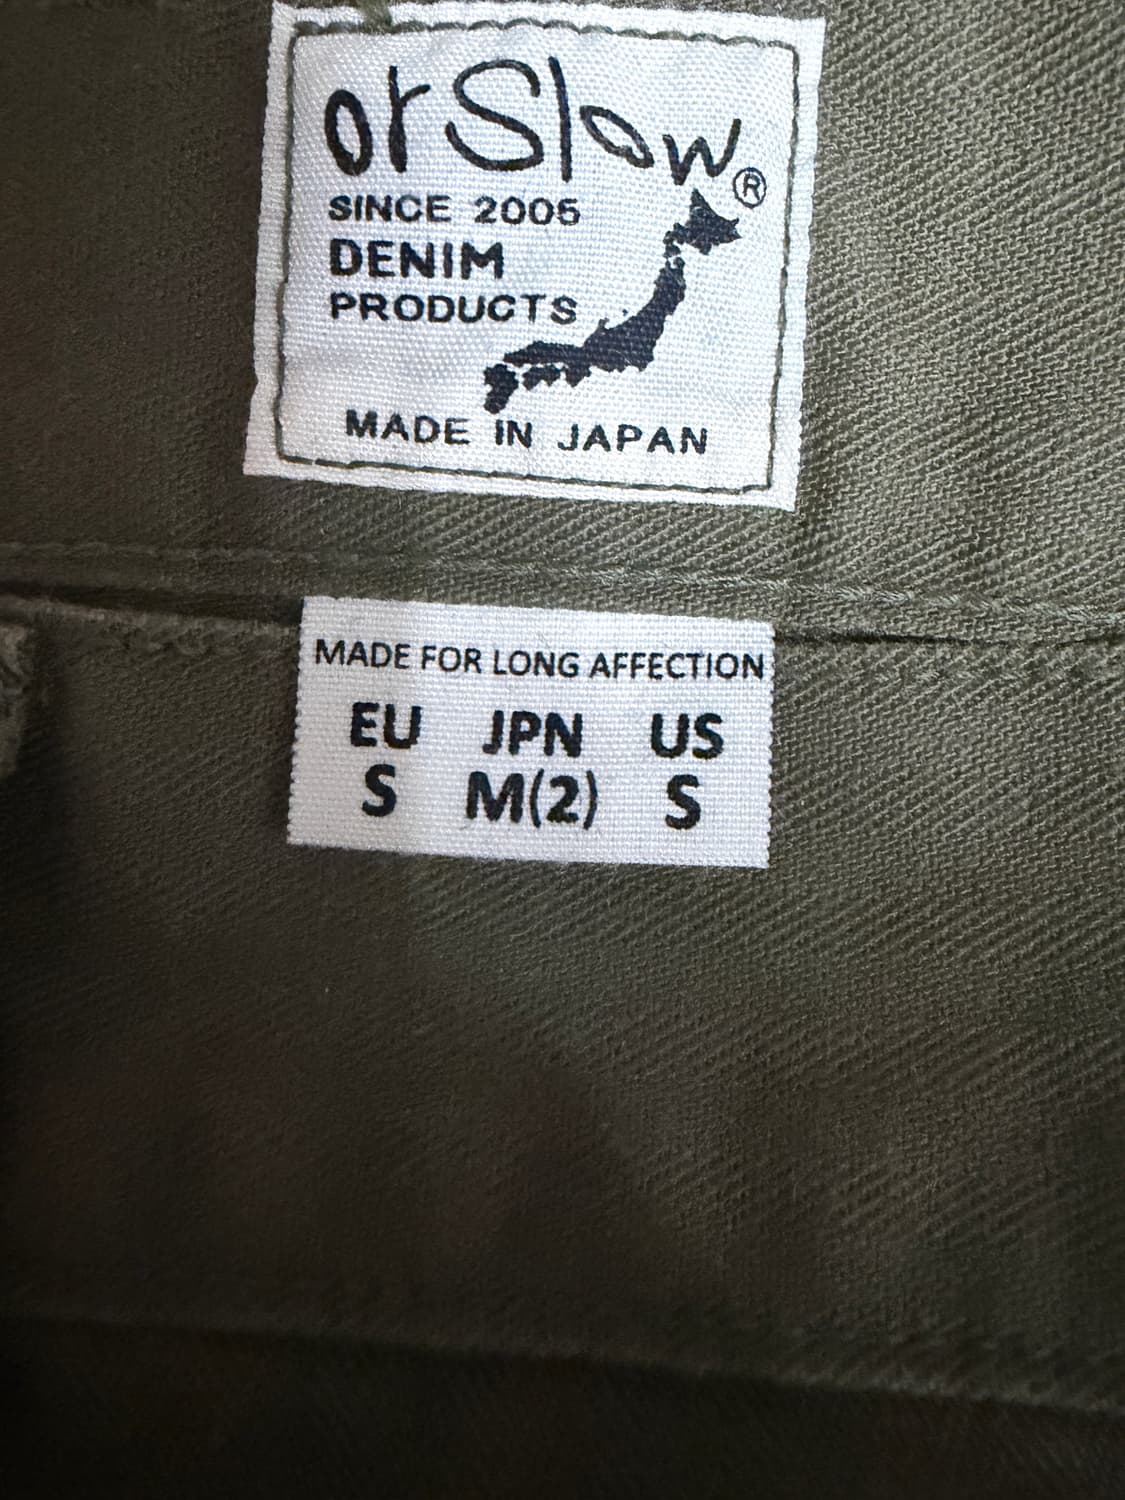 orSlow®
SINCE 2005
DENIM
PRODUCTS
MADE IN JAPAN
MADE FOR LONG AFFECTION
EU JPN US
S M(2) S